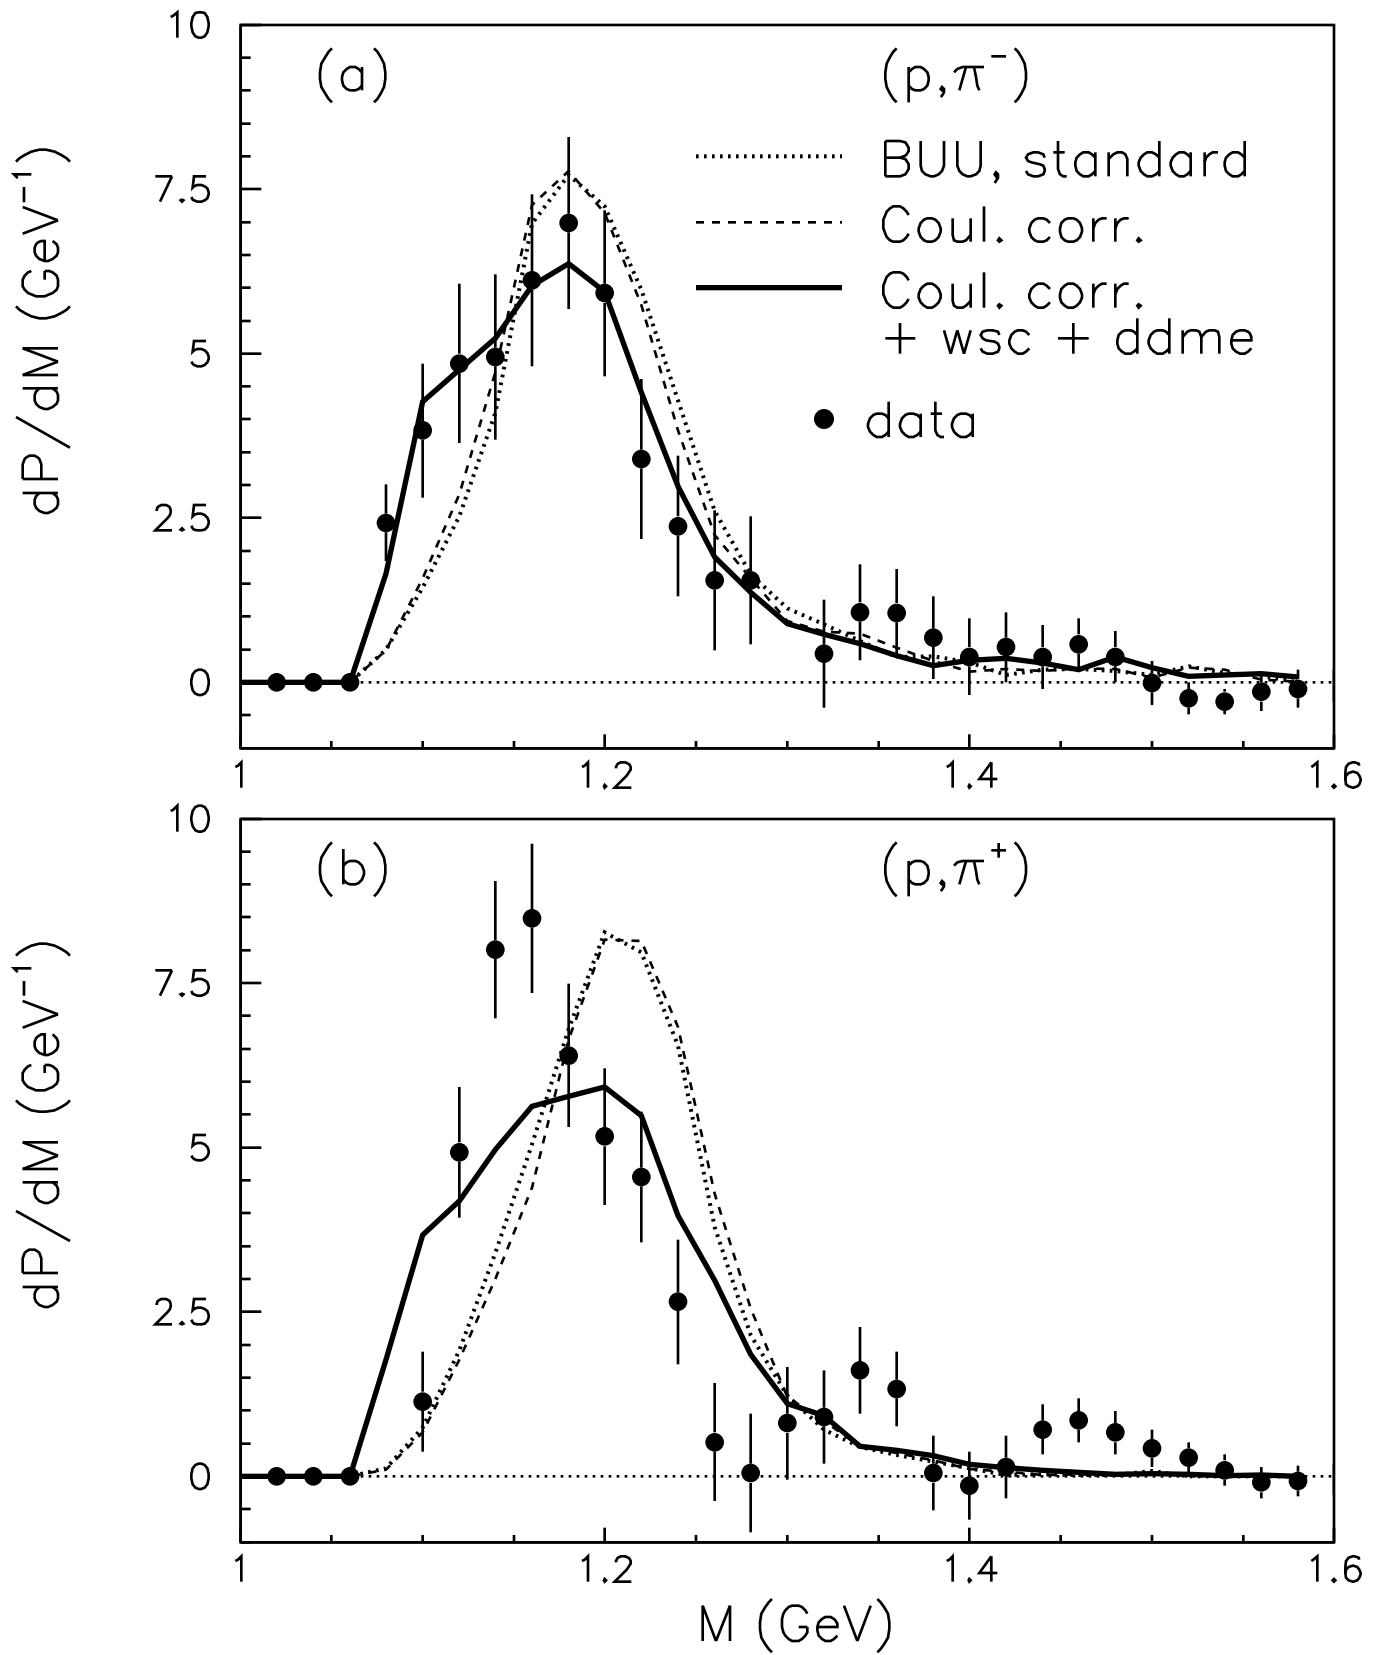 10
(a)
(p,π⁻)
BUU, standard
7.5
Coul. corr.
Coul. corr.
+ wsc + ddme
5
data
2.5
0
dP/dM (GeV⁻¹)
1 1.2 1.4 1.6
10
(b)
(p,π⁺)
7.5
5
2.5
0
dP/dM (GeV⁻¹)
1 1.2 1.4 1.6
M (GeV)